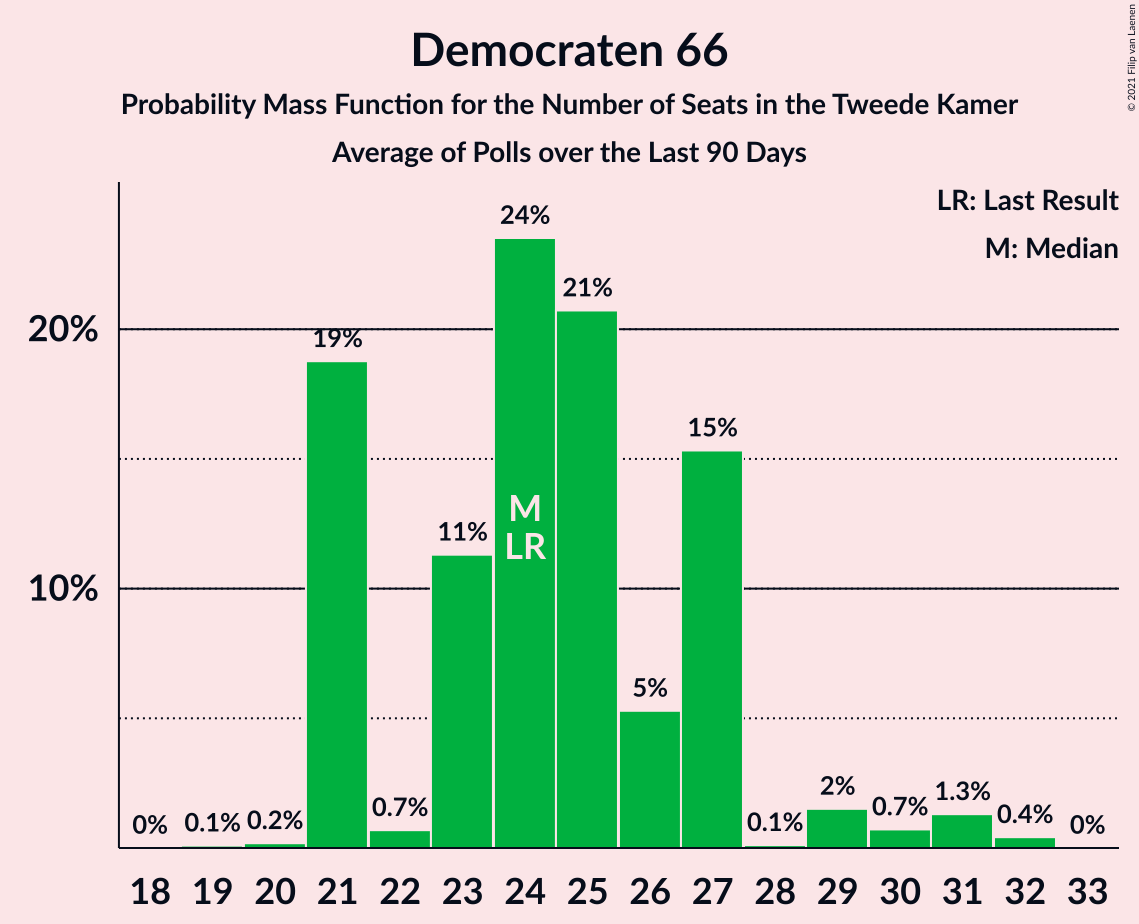 Democraten 66
Probability Mass Function for the Number of Seats in the Tweede Kamer
Average of Polls over the Last 90 Days
© 2021 Filip van Laenen
LR: Last Result
M: Median
24%
21%
20%
19%
15%
M
LR
11%
10%
5%
2%
1.3%
0%
0.1%
0.2%
0.7%
0.1%
0.7%
0.4%
0%
18 19 20 21 22 23 24 25 26 27 28 29 30 31 32 33